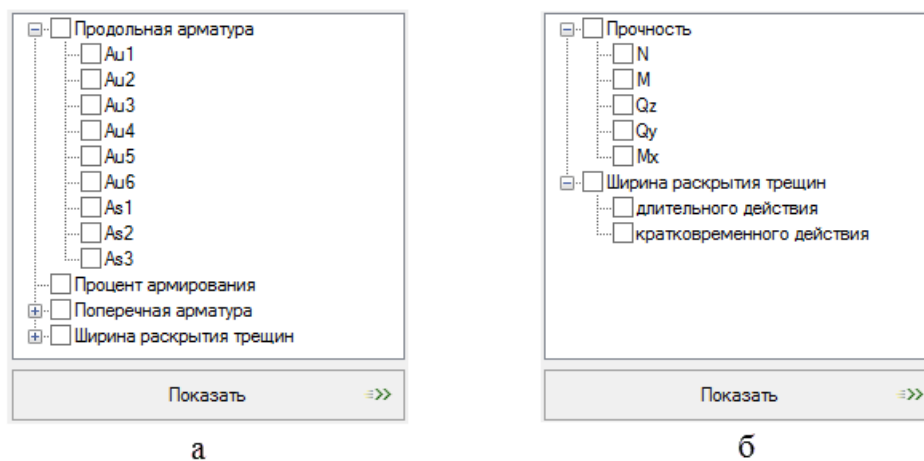 Продольная арматура
Au1
Au2
Au3
Au4
Au5
Au6
As1
As2
As3
Процент армирования
Поперечная арматура
Ширина раскрытия трещин
Показать
а
Прочность
N
M
Qz
Qy
Mx
Ширина раскрытия трещин
длительного действия
кратковременного действия
Показать
б